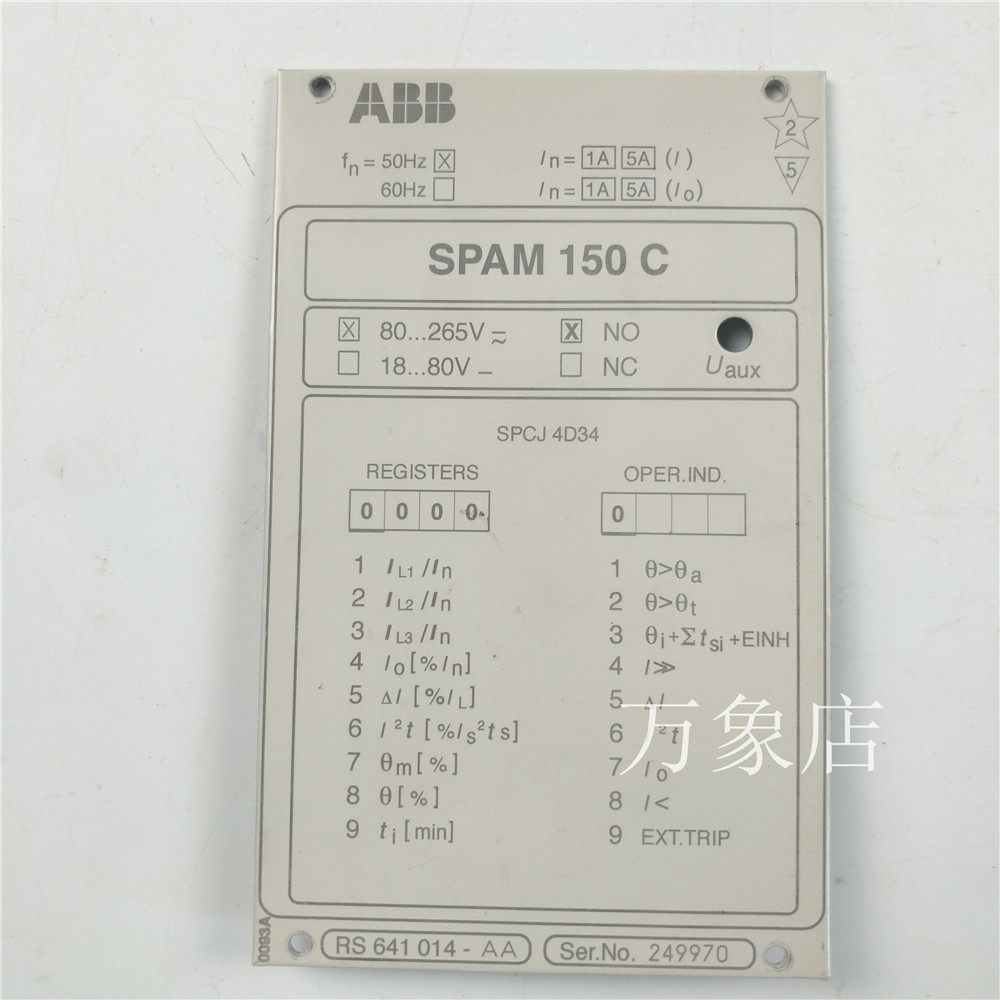 ABB
2
fn = 50Hz ☒ In = 1A 5A (I)
5
60Hz ☐ In = 1A 5A (Io)
SPAM 150 C
☒ 80...265V ⎓~ ☒ NO
☐ 18...80V – ☐ NC Uaux
SPCJ 4D34
REGISTERS OPER.IND.
0 0 0 0 0
1 IL1/In 1 θ>θa
2 IL2/In 2 θ>θt
3 IL3/In 3 θi+Σtsi+EINH
4 Io[%In] 4 I≫
5 ΔI[%IL] 5 ΔI
6 I²t[%Is²ts] 6 ²t
7 θm[%] 7 Io
8 θ[%] 8 I<
9 ti[min] 9 EXT.TRIP
万象店
0093A
RS 641 014 - AA Ser.No. 249970